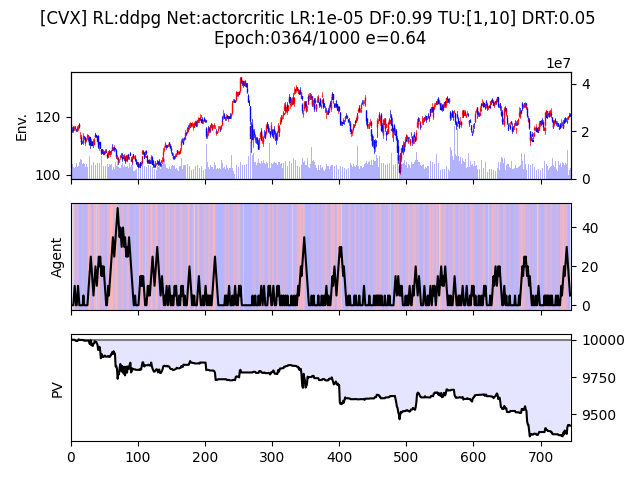 [CVX] RL:ddpg Net:actorcritic LR:1e-05 DF:0.99 TU:[1,10] DRT:0.05
Epoch:0364/1000 e=0.64
1e7
Env.
120
100
4
2
0
Agent
40
20
0
PV
10000
9750
9500
0 100 200 300 400 500 600 700